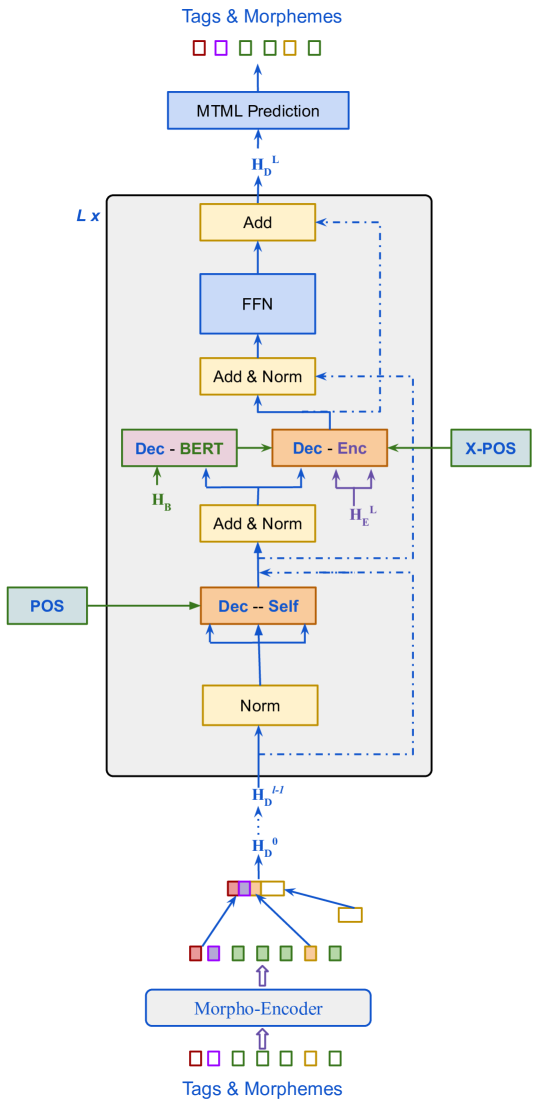 Tags & Morphemes
MTML Prediction
H_D^L
L x
Add
FFN
Add & Norm
Dec - BERT
Dec - Enc
X-POS
H_B
H_E^L
Add & Norm
POS
Dec -- Self
Norm
H_D^l-1
H_D^0
Morpho-Encoder
Tags & Morphemes